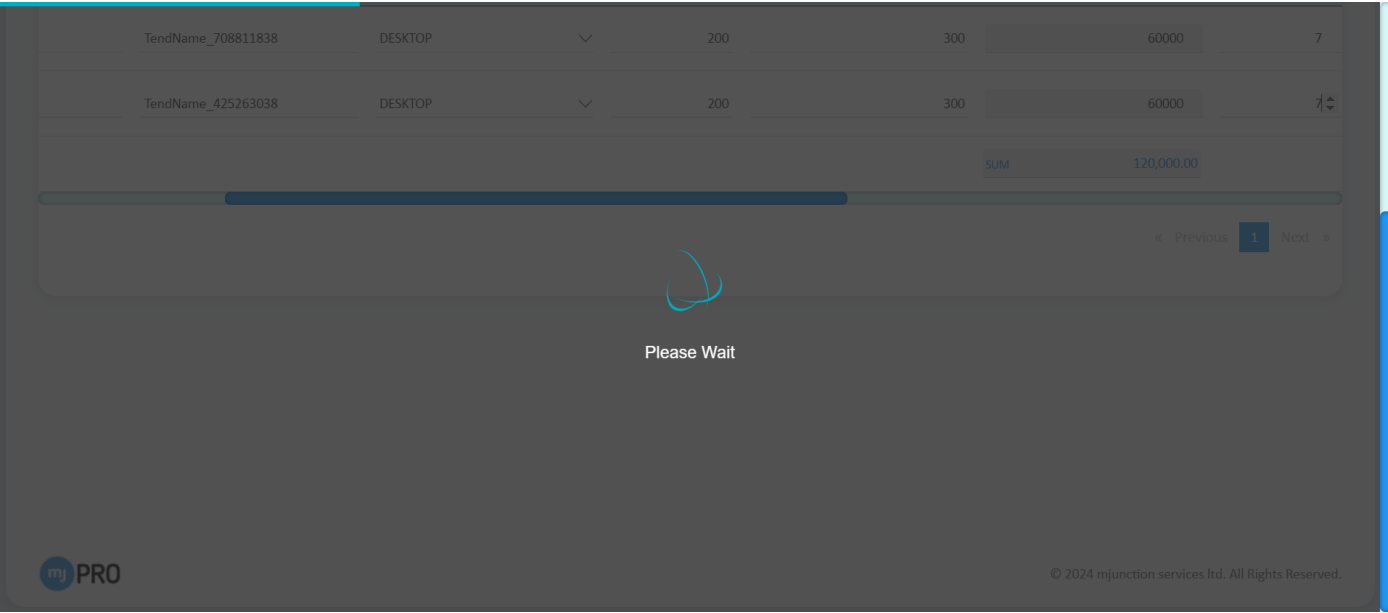 TendName_708811838 DESKTOP 200 300 60000 7
TendName_425263038 DESKTOP 200 300 60000 7
SUM 120,000.00
« Previous 1 Next »
Please Wait
mj PRO
© 2024 mjunction services ltd. All Rights Reserved.